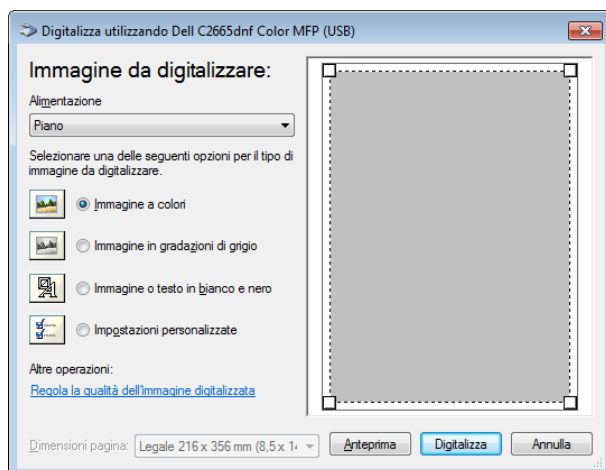 Digitalizza utilizzando Dell C2665dnf Color MFP (USB)
Immagine da digitalizzare:
Alimentazione
Piano
Selezionare una delle seguenti opzioni per il tipo di
immagine da digitalizzare.
Immagine a colori
Immagine in gradazioni di grigio
Immagine o testo in bianco e nero
Impostazioni personalizzate
Altre operazioni:
Regola la qualità dell'immagine digitalizzata
Dimensioni pagina: Legale 216 x 356 mm (8,5 x 1
Anteprima Digitalizza Annulla